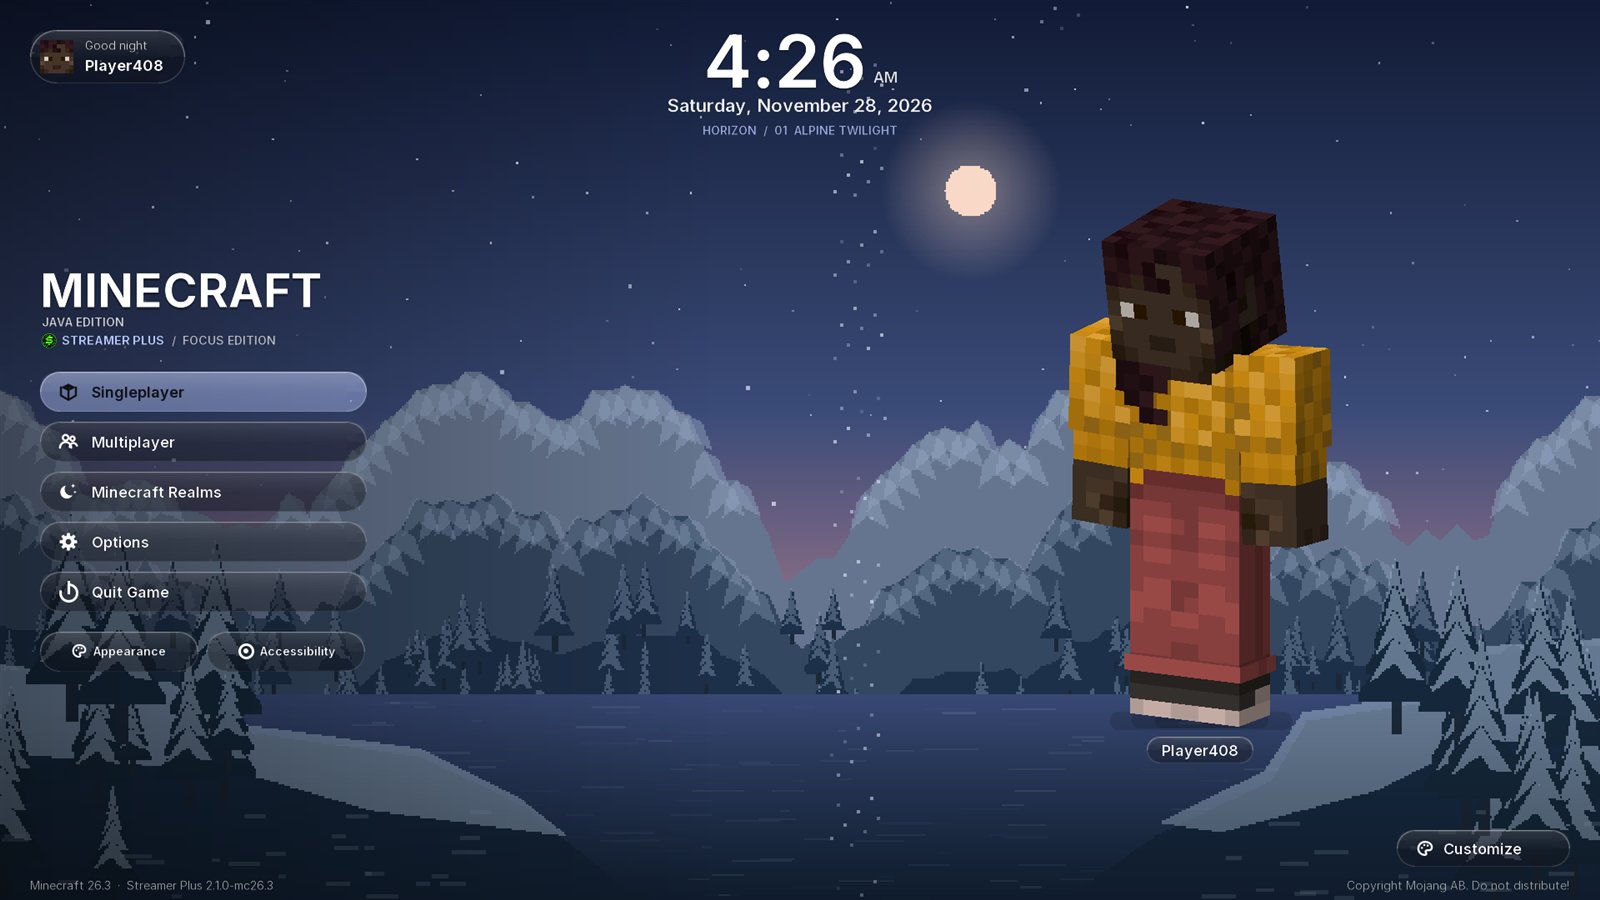 Good night
Player408
4:26 AM
Saturday, November 28, 2026
HORIZON / 01 ALPINE TWILIGHT
MINECRAFT
JAVA EDITION
STREAMER PLUS / FOCUS EDITION
Singleplayer
Multiplayer
Minecraft Realms
Options
Quit Game
Appearance
Accessibility
Player408
Customize
Minecraft 26.3 · Streamer Plus 2.1.0-mc26.3
Copyright Mojang AB. Do not distribute!